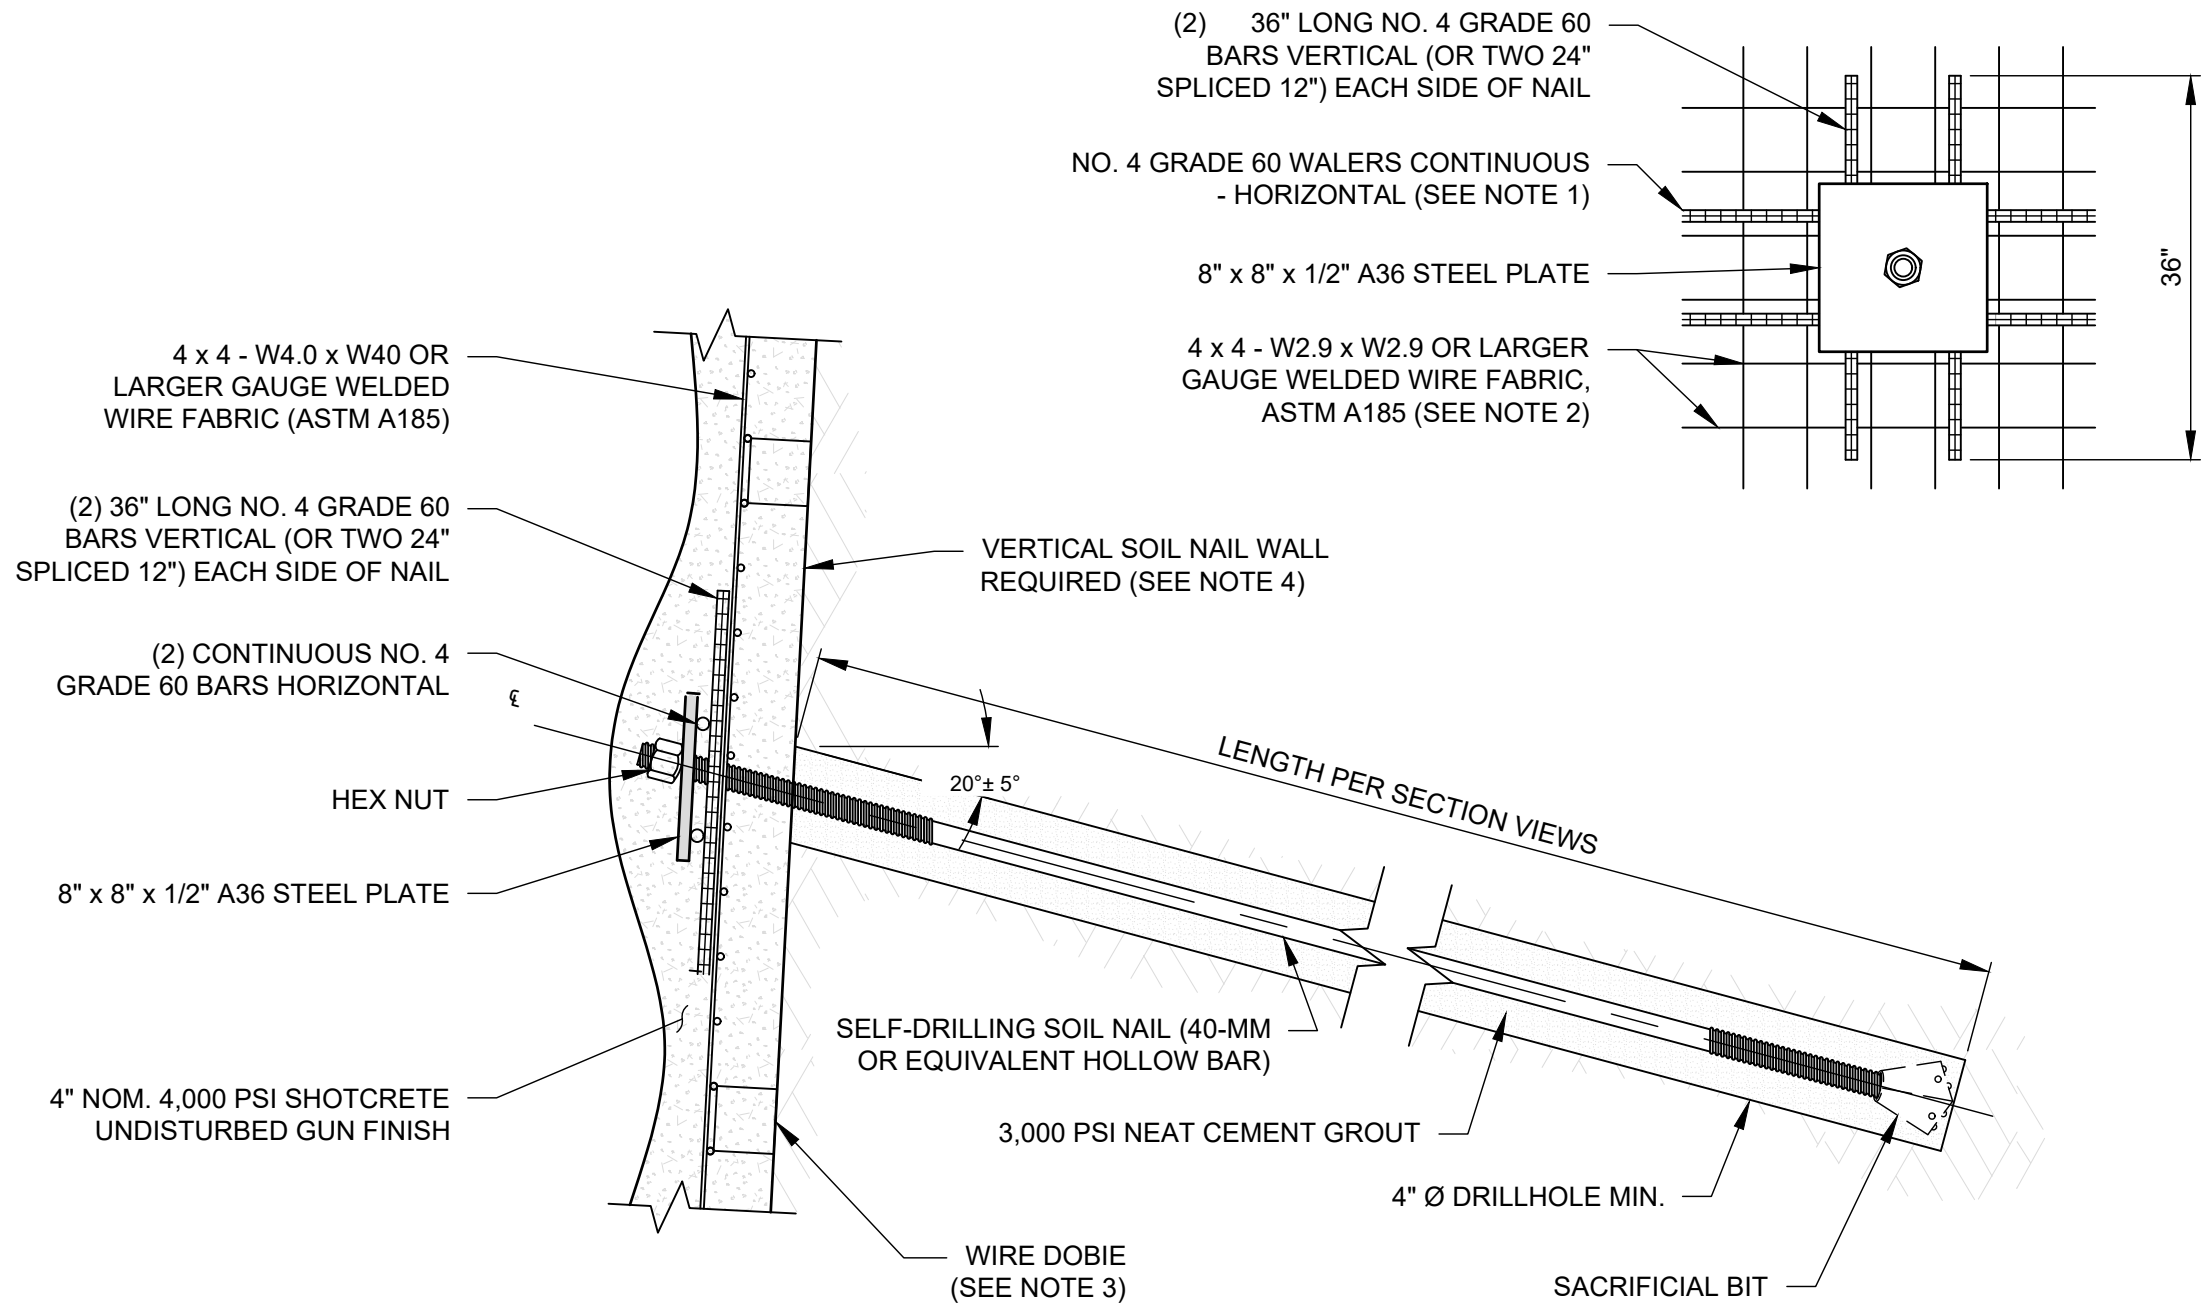 (2) 36" LONG NO. 4 GRADE 60
BARS VERTICAL (OR TWO 24"
SPLICED 12") EACH SIDE OF NAIL
NO. 4 GRADE 60 WALERS CONTINUOUS
- HORIZONTAL (SEE NOTE 1)
8" x 8" x 1/2" A36 STEEL PLATE
4 x 4 - W2.9 x W2.9 OR LARGER
GAUGE WELDED WIRE FABRIC,
ASTM A185 (SEE NOTE 2)
36"
4 x 4 - W4.0 x W40 OR
LARGER GAUGE WELDED
WIRE FABRIC (ASTM A185)
(2) 36" LONG NO. 4 GRADE 60
BARS VERTICAL (OR TWO 24"
SPLICED 12") EACH SIDE OF NAIL
(2) CONTINUOUS NO. 4
GRADE 60 BARS HORIZONTAL
℄
HEX NUT
8" x 8" x 1/2" A36 STEEL PLATE
4" NOM. 4,000 PSI SHOTCRETE
UNDISTURBED GUN FINISH
VERTICAL SOIL NAIL WALL
REQUIRED (SEE NOTE 4)
LENGTH PER SECTION VIEWS
20°± 5°
SELF-DRILLING SOIL NAIL (40-MM
OR EQUIVALENT HOLLOW BAR)
3,000 PSI NEAT CEMENT GROUT
4" Ø DRILLHOLE MIN.
WIRE DOBIE
(SEE NOTE 3)
SACRIFICIAL BIT